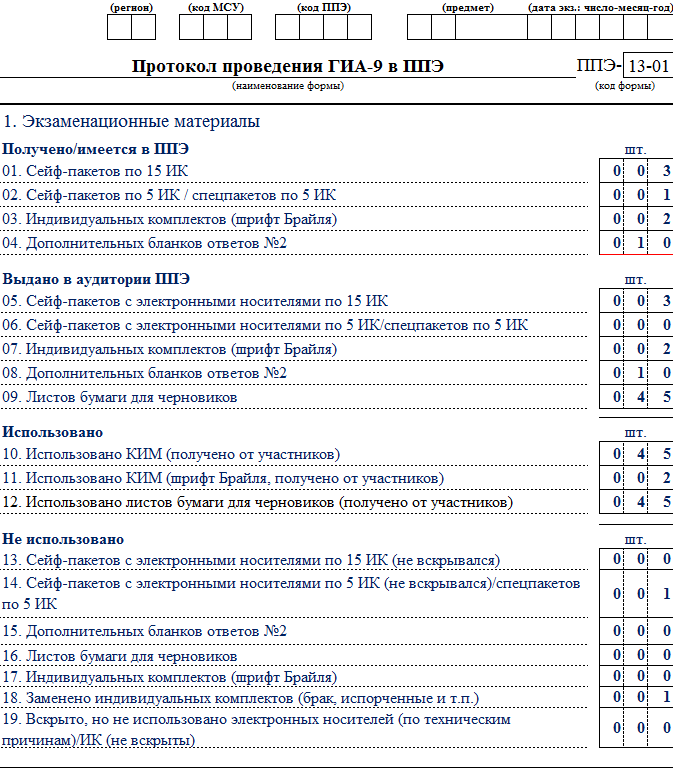 (регион) (код МСУ) (код ППЭ) (предмет) (дата экз.: число-месяц-год)
Протокол проведения ГИА-9 в ППЭ ППЭ- 13-01
(наименование формы) (код формы)
1. Экзаменационные материалы
Получено/имеется в ППЭ шт.
01. Сейф-пакетов по 15 ИК 0 0 3
02. Сейф-пакетов по 5 ИК / спецпакетов по 5 ИК 0 0 1
03. Индивидуальных комплектов (шрифт Брайля) 0 0 2
04. Дополнительных бланков ответов №2 0 1 0
Выдано в аудитории ППЭ шт.
05. Сейф-пакетов с электронными носителями по 15 ИК 0 0 3
06. Сейф-пакетов с электронными носителями по 5 ИК/спецпакетов по 5 ИК 0 0 0
07. Индивидуальных комплектов (шрифт Брайля) 0 0 2
08. Дополнительных бланков ответов №2 0 1 0
09. Листов бумаги для черновиков 0 4 5
Использовано шт.
10. Использовано КИМ (получено от участников) 0 4 5
11. Использовано КИМ (шрифт Брайля, получено от участников) 0 0 2
12. Использовано листов бумаги для черновиков (получено от участников) 0 4 5
Не использовано шт.
13. Сейф-пакетов с электронными носителями по 15 ИК (не вскрывался) 0 0 0
14. Сейф-пакетов с электронными носителями по 5 ИК (не вскрывался)/спецпакетов
по 5 ИК 0 0 1
15. Дополнительных бланков ответов №2 0 0 0
16. Листов бумаги для черновиков 0 0 0
17. Индивидуальных комплектов (шрифт Брайля) 0 0 0
18. Заменено индивидуальных комплектов (брак, испорченные и т.п.) 0 0 1
19. Вскрыто, но не использовано электронных носителей (по техническим
причинам)/ИК (не вскрыты) 0 0 0